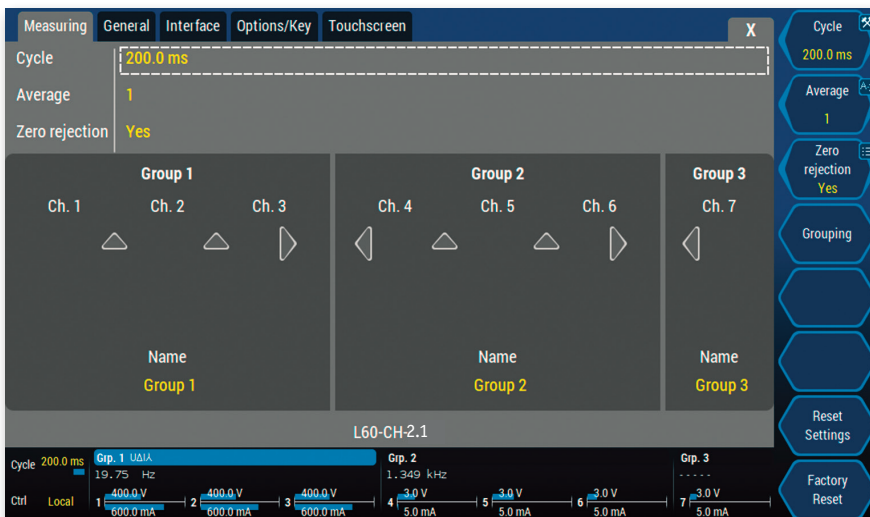 Measuring General Interface Options/Key Touchscreen X
Cycle 200.0 ms
Average 1
Zero rejection Yes
Group 1 Group 2 Group 3
Ch. 1 Ch. 2 Ch. 3 Ch. 4 Ch. 5 Ch. 6 Ch. 7
Name Name Name
Group 1 Group 2 Group 3
L60-CH-2.1
Cycle
200.0 ms
Average
1
Zero
rejection
Yes
Grouping
Reset
Settings
Factory
Reset
Cycle 200.0 ms Grp. 1 UΔIλ Grp. 2 Grp. 3
19.75 Hz 1.349 kHz -----
Ctrl Local 1 400.0 V 2 400.0 V 3 400.0 V 4 3.0 V 5 3.0 V 6 3.0 V 7 3.0 V
600.0 mA 600.0 mA 600.0 mA 5.0 mA 5.0 mA 5.0 mA 5.0 mA